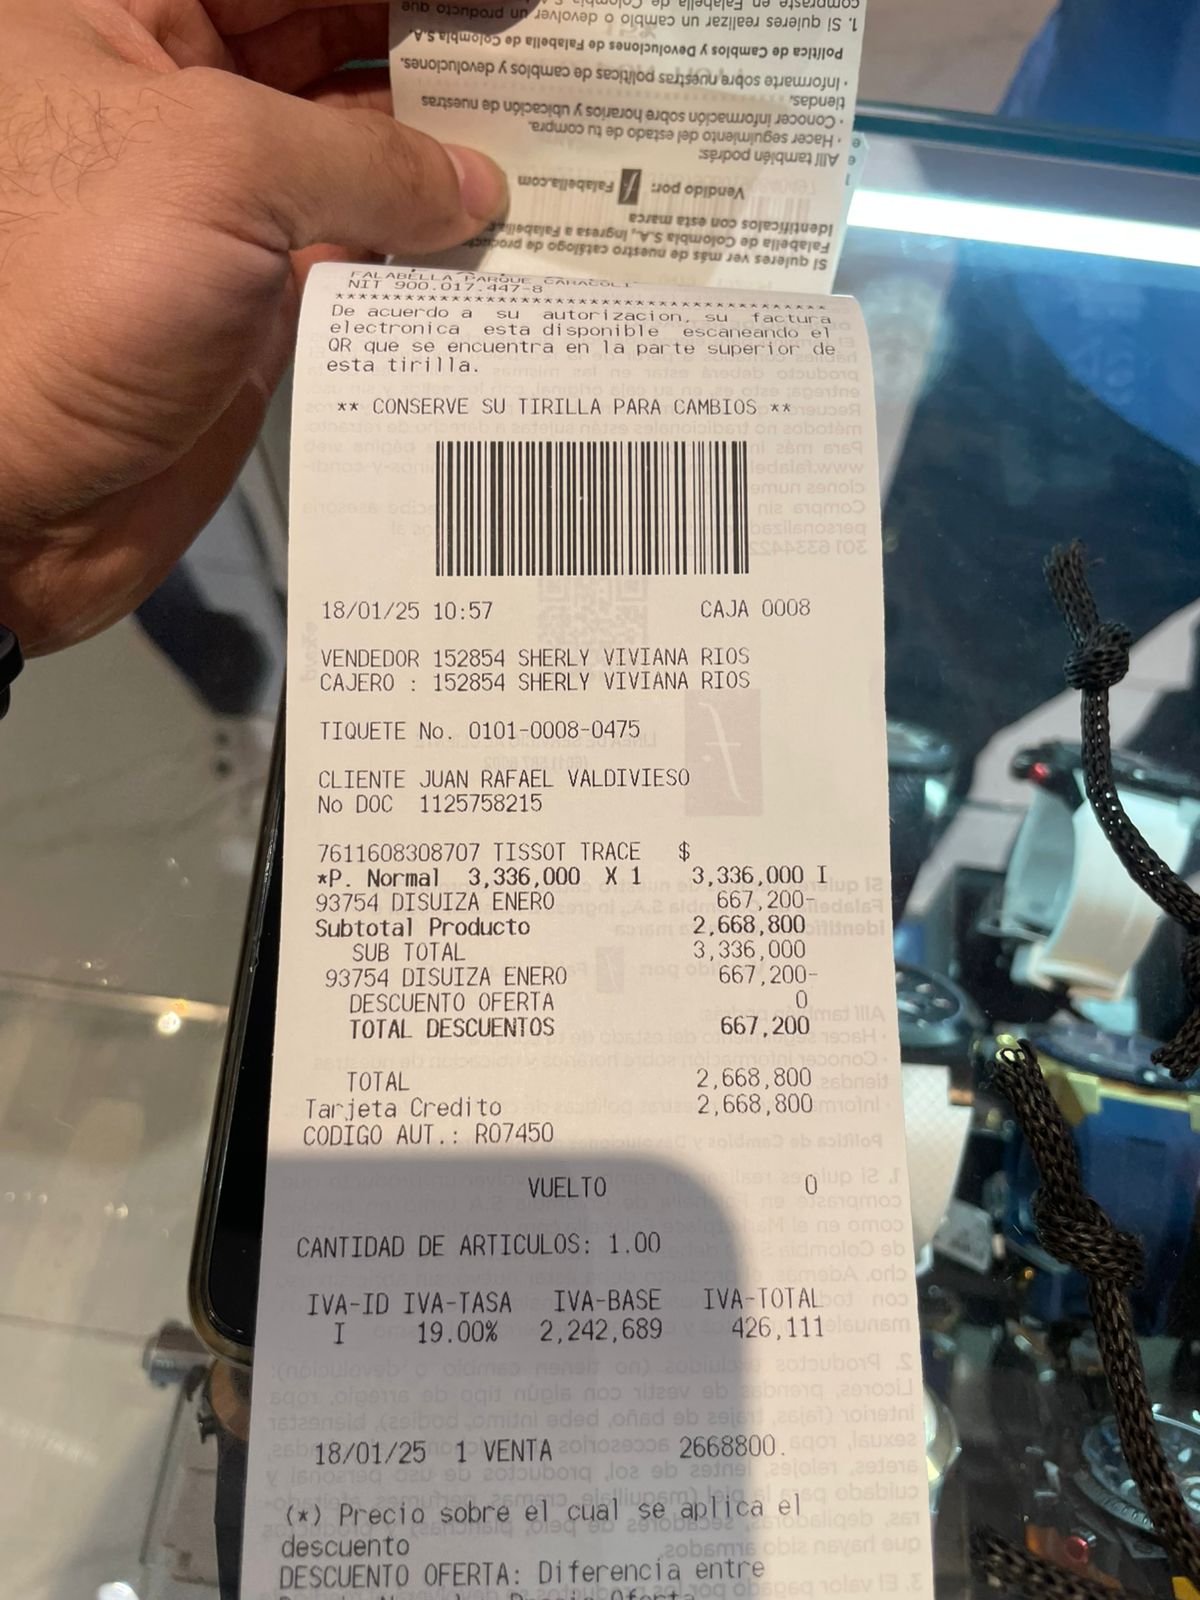 compraste en Falabella de Colombia
1. Si quieres realizar un cambio o devolver un producto que
Política de Cambios y Devoluciones de Falabella de Colombia S.A.
· Informarte sobre nuestras políticas de cambios y devoluciones.
tiendas.
· Conocer información sobre horarios y ubicación de nuestras
· Hacer seguimiento del estado de tu compra.
Allí también podrás:
Vendido por: f Falabella.com
Identifícalos con esta marca
Falabella de Colombia S.A., ingresa a
Si quieres ver más de nuestro catálogo de
FALABELLA PARQUE CARACOLI
NIT 900.017.447-8
**************************************************
De acuerdo a su autorizacion, su factura
electronica esta disponible escaneando el
QR que se encuentra en la parte superior de
esta tirilla.
** CONSERVE SU TIRILLA PARA CAMBIOS **
18/01/25 10:57 CAJA 0008
VENDEDOR 152854 SHERLY VIVIANA RIOS
CAJERO : 152854 SHERLY VIVIANA RIOS
TIQUETE No. 0101-0008-0475
CLIENTE JUAN RAFAEL VALDIVIESO
No DOC 1125758215
7611608308707 TISSOT TRACE $
*P. Normal 3,336,000 X 1 3,336,000 I
93754 DISUIZA ENERO 667,200-
Subtotal Producto 2,668,800
SUB TOTAL 3,336,000
93754 DISUIZA ENERO 667,200-
DESCUENTO OFERTA 0
TOTAL DESCUENTOS 667,200
TOTAL 2,668,800
Tarjeta Credito 2,668,800
CODIGO AUT.: R07450
VUELTO 0
CANTIDAD DE ARTICULOS: 1.00
IVA-ID IVA-TASA IVA-BASE IVA-TOTAL
I 19.00% 2,242,689 426,111
18/01/25 1 VENTA 2668800.
(*) Precio sobre el cual se aplica el
descuento
DESCUENTO OFERTA: Diferencia entre